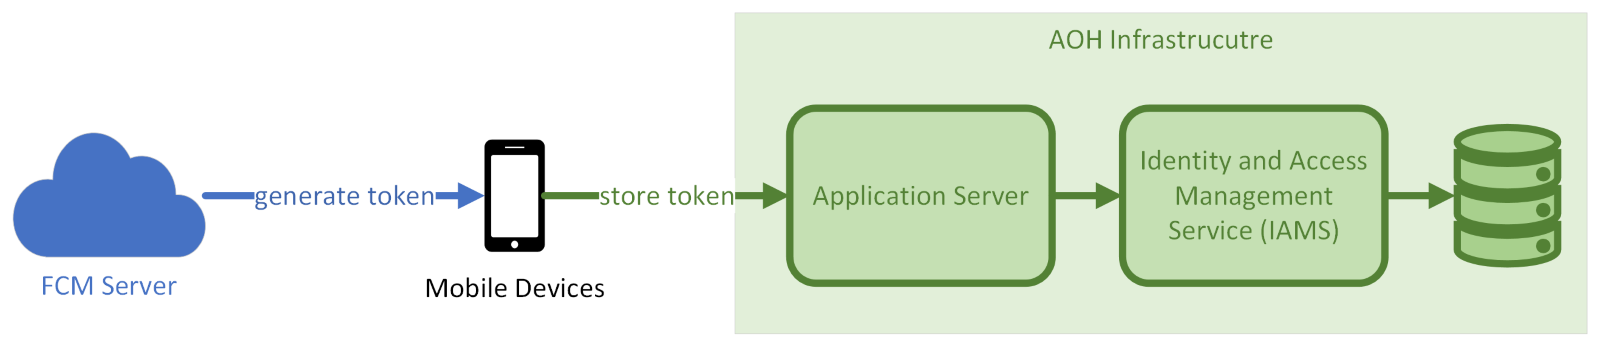 AOH Infrastrucutre
generate token
store token
Application Server
Identity and Access
Management
Service (IAMS)
FCM Server
Mobile Devices